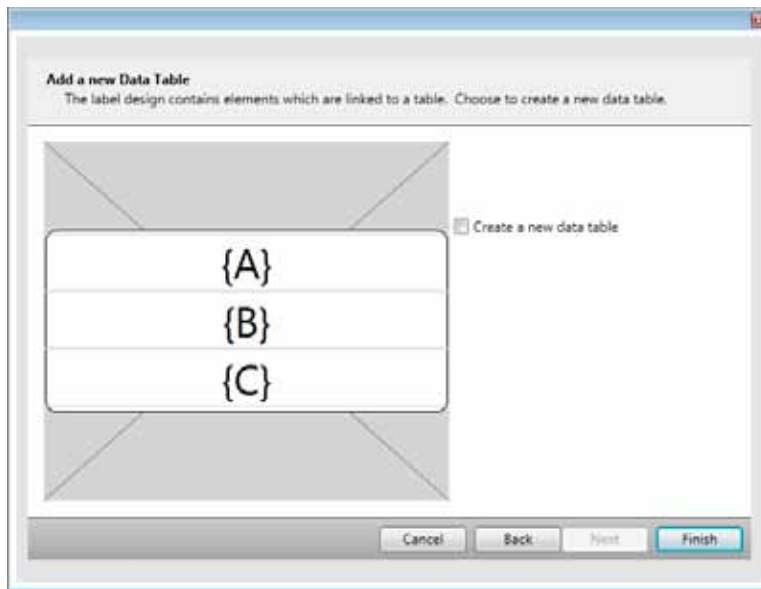 Add a new Data Table
The label design contains elements which are linked to a table. Choose to create a new data table.
Create a new data table
{A}
{B}
{C}
Cancel
Back
Next
Finish